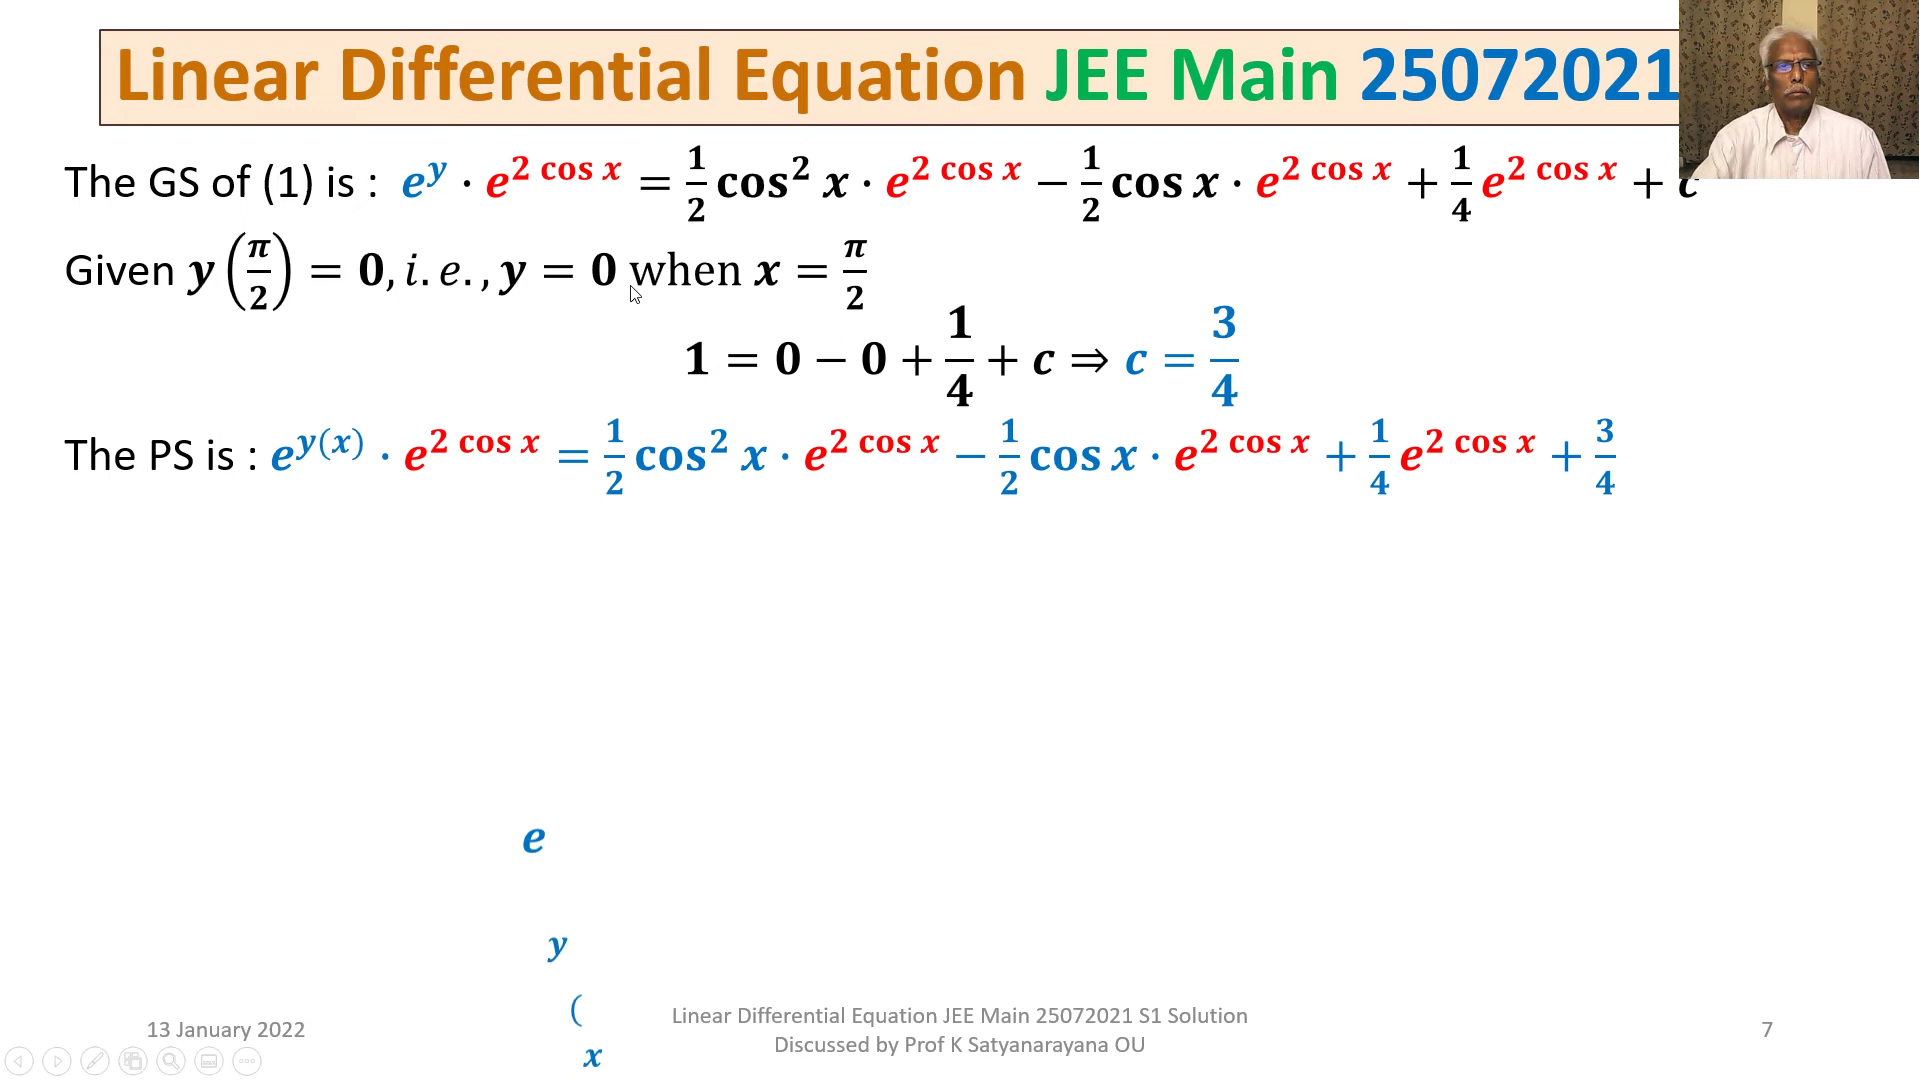 Linear Differential Equation JEE Main 25072021
The GS of (1) is : e^y · e^{2 cos x} = 1/2 cos² x · e^{2 cos x} − 1/2 cos x · e^{2 cos x} + 1/4 e^{2 cos x} + c
Given y(π/2) = 0, i.e., y = 0 when x = π/2
1 = 0 − 0 + 1/4 + c ⇒ c = 3/4
The PS is : e^{y(x)} · e^{2 cos x} = 1/2 cos² x · e^{2 cos x} − 1/2 cos x · e^{2 cos x} + 1/4 e^{2 cos x} + 3/4
e
y
(
x
13 January 2022
Linear Differential Equation JEE Main 25072021 S1 Solution
Discussed by Prof K Satyanarayana OU
7